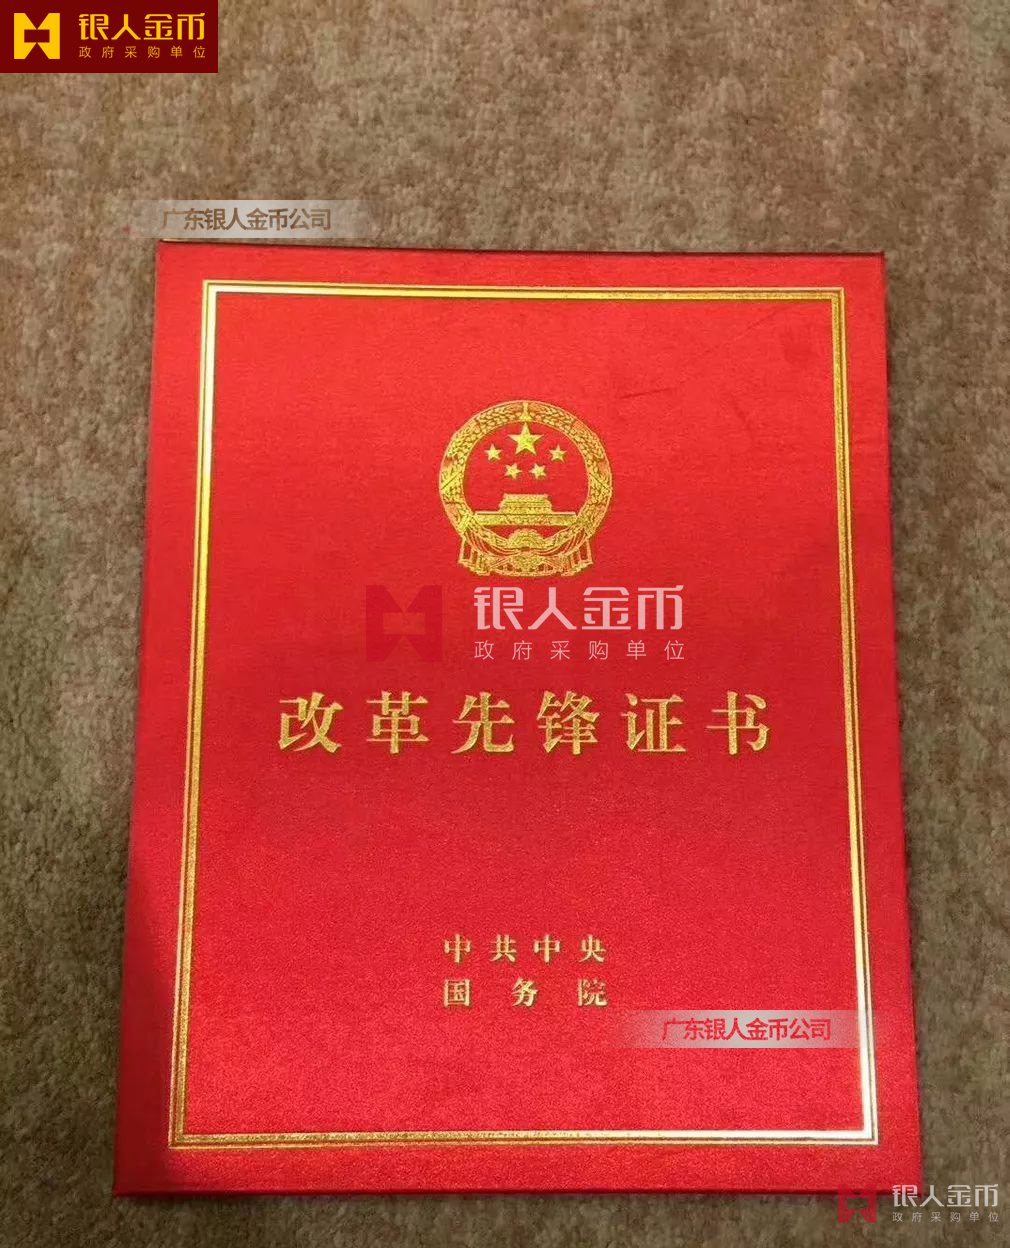 银人金币
政府采购单位
广东银人金币公司
银人金币
政府采购单位
改革先锋证书
中共中央
国务院
广东银人金币公司
银人金币
政府采购单位